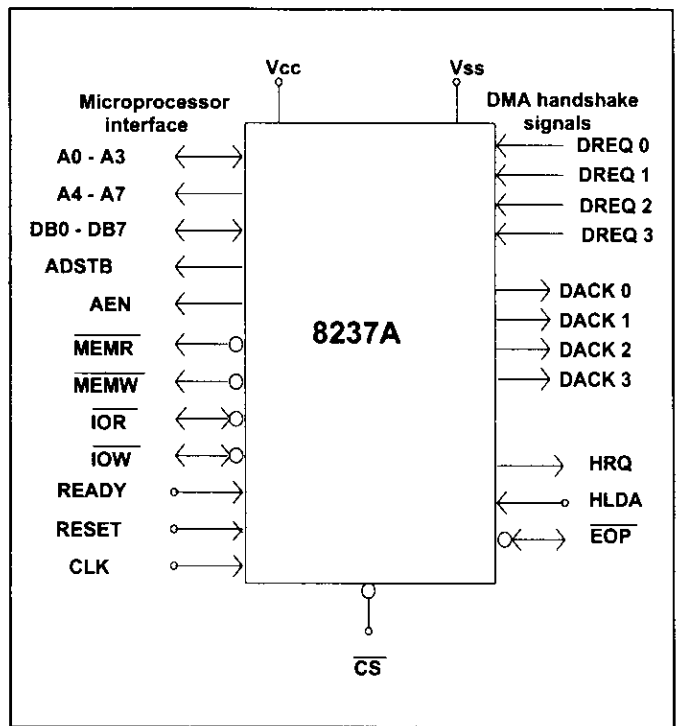 Vcc
Vss
Microprocessor
interface
DMA handshake
signals
A0 - A3
A4 - A7
DB0 - DB7
ADSTB
AEN
MEMR
MEMW
IOR
IOW
READY
RESET
CLK
8237A
DREQ 0
DREQ 1
DREQ 2
DREQ 3
DACK 0
DACK 1
DACK 2
DACK 3
HRQ
HLDA
EOP
CS